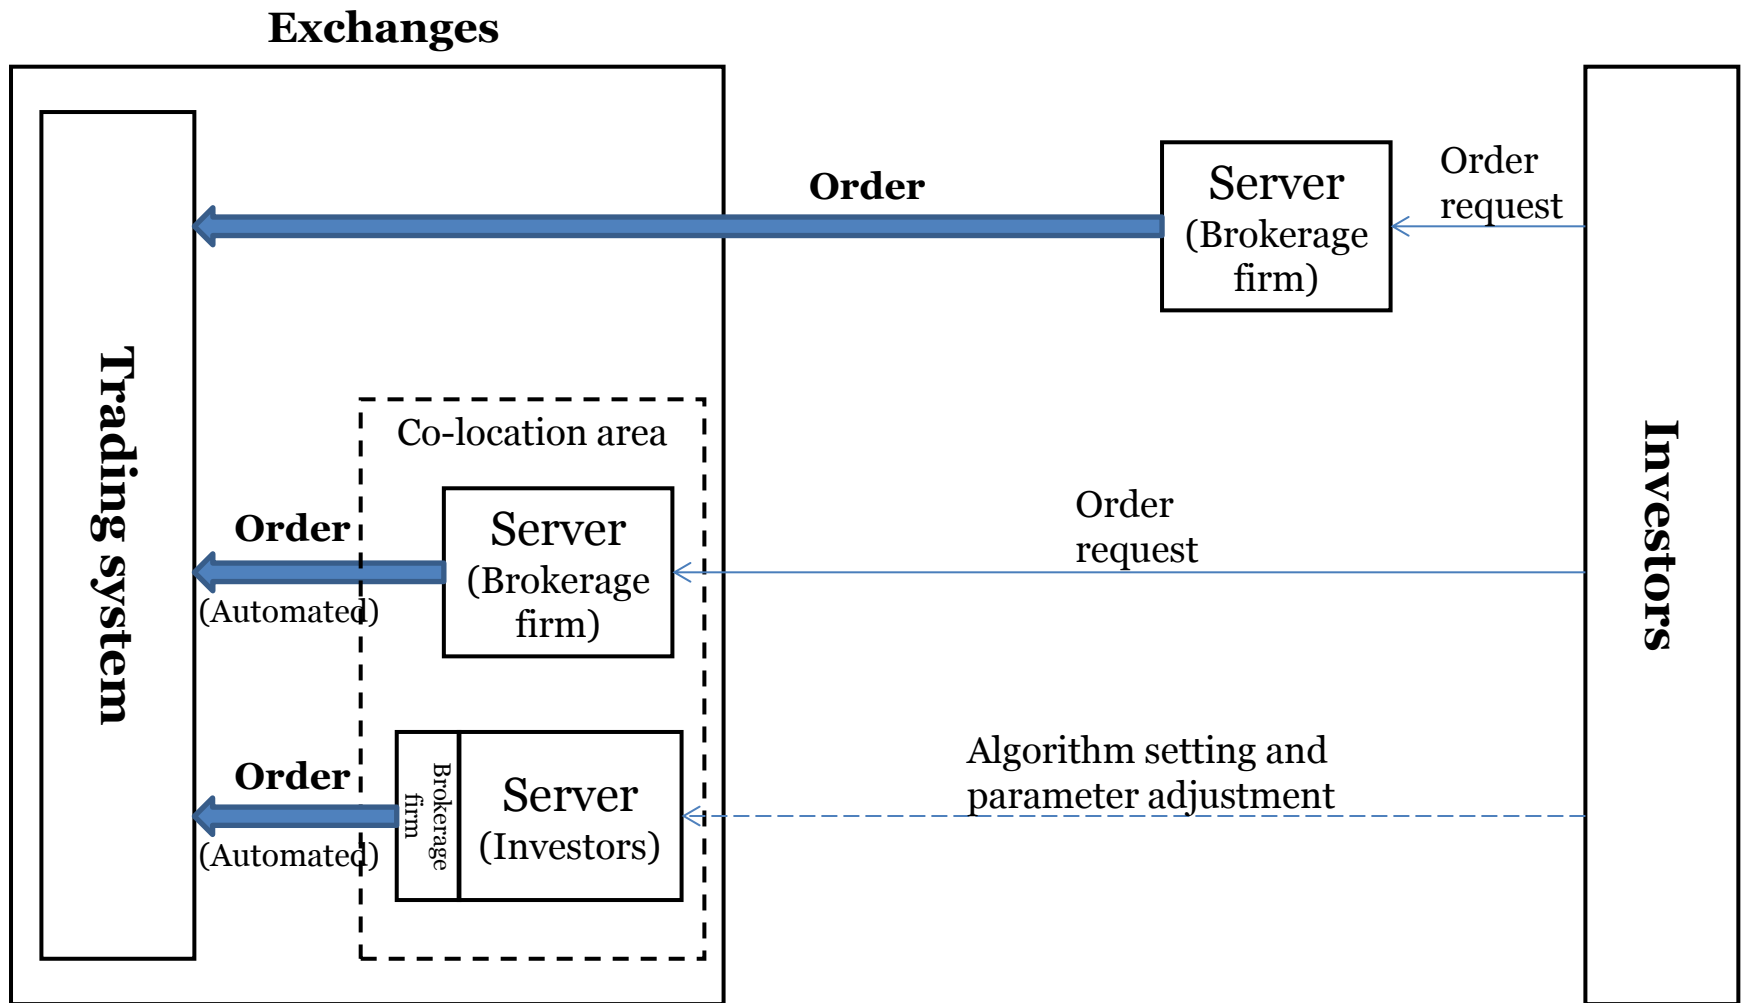 Exchanges
Order
Server
(Brokerage
firm)
Order
request
Trading system
Co-location area
Order
(Automated)
Server
(Brokerage
firm)
Order
request
Investors
Order
(Automated)
Brokerage
firm
Server
(Investors)
Algorithm setting and
parameter adjustment